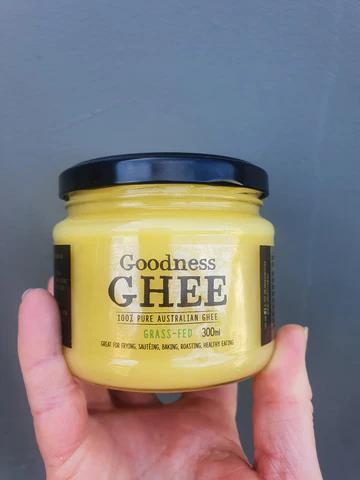 Goodness
GHEE
100% PURE AUSTRALIAN GHEE
GRASS-FED 300ml
GREAT FOR FRYING, SAUTÉING, BAKING, ROASTING, HEALTHY EATING